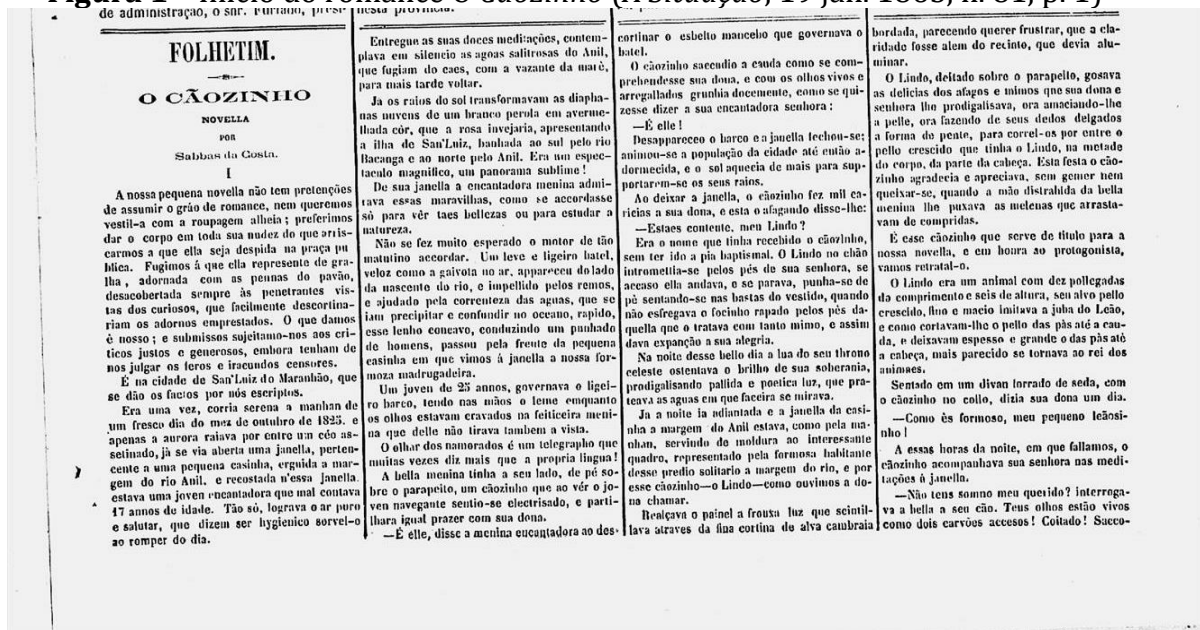 Figura 1 – Início do romance O Cãozinho (A Situação, 19 jan. 1865, n. 81, p. 1)
de administração, o snr. Furtado, presi-
nesta provincia.
FOLHETIM.
O CÃOZINHO
NOVELLA
POR
Sabbas da Costa.
I
A nossa pequena novella não tem pretenções
de assumir o gráo de romance, nem queremos
vestil-a com a roupagem alheia; preferimos
dar o corpo em toda sua nudez do que arris-
carmos a que ella seja despida na praça pu
blica. Fugimos á que ella represente de gra-
lha, adornada com as pennas do pavão,
desacobertada sempre às penetrantes vis-
tas dos curiosos, que facilmente descortina-
riam os adornos emprestados. O que damos
é nosso; e submissos sujeitamo-nos aos cri-
ticos justos e generosos, embora tenham de
nos julgar os feros e iracundos censores.
É na cidade de San'Luiz do Maranhão, que
se dão os factos por nós escriptos.
Era uma vez, corria serena a manhan de
um fresco dia do mez de outubro de 1825. e
apenas a aurora raiava por entre um céo as-
setinado, já se via aberta uma janella, perten-
cente a uma pequena casinha, erguida a mar-
gem do rio Anil. e recostada n'essa janella.
estava uma joven encantadora que mal contava
17 annos de idade. Tão só, lograva o ar puro
e salutar, que dizem ser hygienico sorvel-o
ao romper do dia.
Entregue as suas doces meditações, contem-
plava em silencio as agoas salitrosas do Anil,
que fugiam do caes, com a vazante da maré,
para mais tarde voltar.
Ja os raios do sol transformavam as diapha-
nas nuvens de um branco perola em averme-
lhada côr, que a rosa invejaria, apresentando
a ilha de San'Luiz, banhada ao sul pelo rio
Bacanga e ao norte pelo Anil. Era um espec-
taculo magnifico, um panorama sublime!
De sua janella a encantadora menina admi-
rava essas maravilhas, como se accordasse
só para vêr taes bellezas ou para estudar a
natureza.
Não se fez muito esperado o motor de tão
matutino accordar. Um leve e ligeiro batel,
veloz como a gaivota no ar, appareceu do lado
da nascente do rio, e impellido pelos remos,
e ajudado pela correnteza das aguas, que se
iam precipitar e confundir no oceano, rapido,
esse lenho concavo, conduzindo um punhado
de homens, passou pela frente da pequena
casinha em que vimos á janella a nossa for-
moza madrugadeira.
Um joven de 25 annos, governava o ligei-
ro barco, tendo nas mãos o leme emquanto
os olhos estavam cravados na feiticeira meni-
na que delle não tirava tambem a vista.
O olhar dos namorados é um telegrapho que
muitas vezes diz mais que a propria lingua!
A bella menina tinha a seu lado, de pé so-
bre o parapeito, um cãozinho que ao vêr o jo-
ven navegante sentio-se electrisado, e parti-
lhara igual prazer com sua dona.
—É elle, disse a menina encantadora ao des-
cortinar o esbelto mancebo que governava o
batel.
O cãozinho saccudio a cauda como se com-
prehendesse sua dona, e com os olhos vivos e
arregallados grunhia docemente, como se qui-
zesse dizer a sua encantadora senhora:
—É elle!
Desappareceo o barco e a janella fechou-se;
animou-se a população da cidade até então a-
dormecida, e o sol aquecia de mais para sup-
portarem-se os seus raios.
Ao deixar a janella, o cãozinho fez mil ca-
ricias a sua dona, e esta o afagando disse-lhe:
—Estaes contente, meu Lindo?
Era o nome que tinha recebido o cãozinho,
sem ter ido a pia baptismal. O Lindo no chão
intromettia-se pelos pés de sua senhora, se
accaso ella andava, e se parava, punha-se de
pé sentando-se nas bastas do vestido, quando
não esfregava o focinho rapado pelos pés da-
quella que o tratava com tanto mimo, e assim
dava expanção a sua alegria.
Na noite desse bello dia a lua do seu throno
celeste ostentava o brilho de sua soberania,
prodigalisando pallida e poetica luz, que pra-
teava as aguas em que faceira se mirava.
Ja a noite ia adiantada e a janella da casi-
nha a margem do Anil estava, como pela ma-
nhan, servindo de moldura ao interessante
quadro, representado pela formosa habitante
desse predio solitario a margem do rio, e por
esse cãozinho—o Lindo—como ouvimos a do-
na chamar.
Realçava o painel a frouxa luz que scintil-
lava atraves da fina cortina de alva cambraia
bordada, parecendo querer frustrar, que a cla-
ridade fosse alem do recinto, que devia alu-
minar.
O Lindo, deitado sobre o parapeito, gosava
as delicias dos afagos e mimos que sua dona e
senhora lhe prodigalisava, ora amaciando-lhe
a pelle, ora fazendo de seus dedos delgados
a forma de pente, para correl-os por entre o
pello crescido que tinha o Lindo, na metade
do corpo, da parte da cabeça. Esta festa o cão-
zinho agradecia e apreciava, sem gemer nem
queixar-se, quando a mão distrahida da bella
menina lhe puxava as melenas que arrasta-
vam de compridas.
É esse cãozinho que serve de titulo para a
nossa novella, e em honra ao protogonista,
vamos retratal-o.
O Lindo era um animal com dez pollegadas
da comprimento e seis de altura, seu alvo pello
crescido, fino e macio imitava a juba do Leão,
e como cortavam-lhe o pello das pàs até a cau-
da, e deixavam espesso e grande o das pàs até
a cabeça, mais parecido se tornava ao rei dos
animaes.
Sentado em um divan forrado de seda, com
o cãozinho no collo, dizia sua dona um dia.
—Como és formoso, meu pequeno leãosi-
nho!
A essas horas da noite, em que fallamos, o
cãozinho acompanhava sua senhora nas medi-
tações á janella.
—Não tens somno meu querido? interroga-
va a bella a seu cão. Teus olhos estão vivos
como dois carvões accesos! Coitado! Succo-